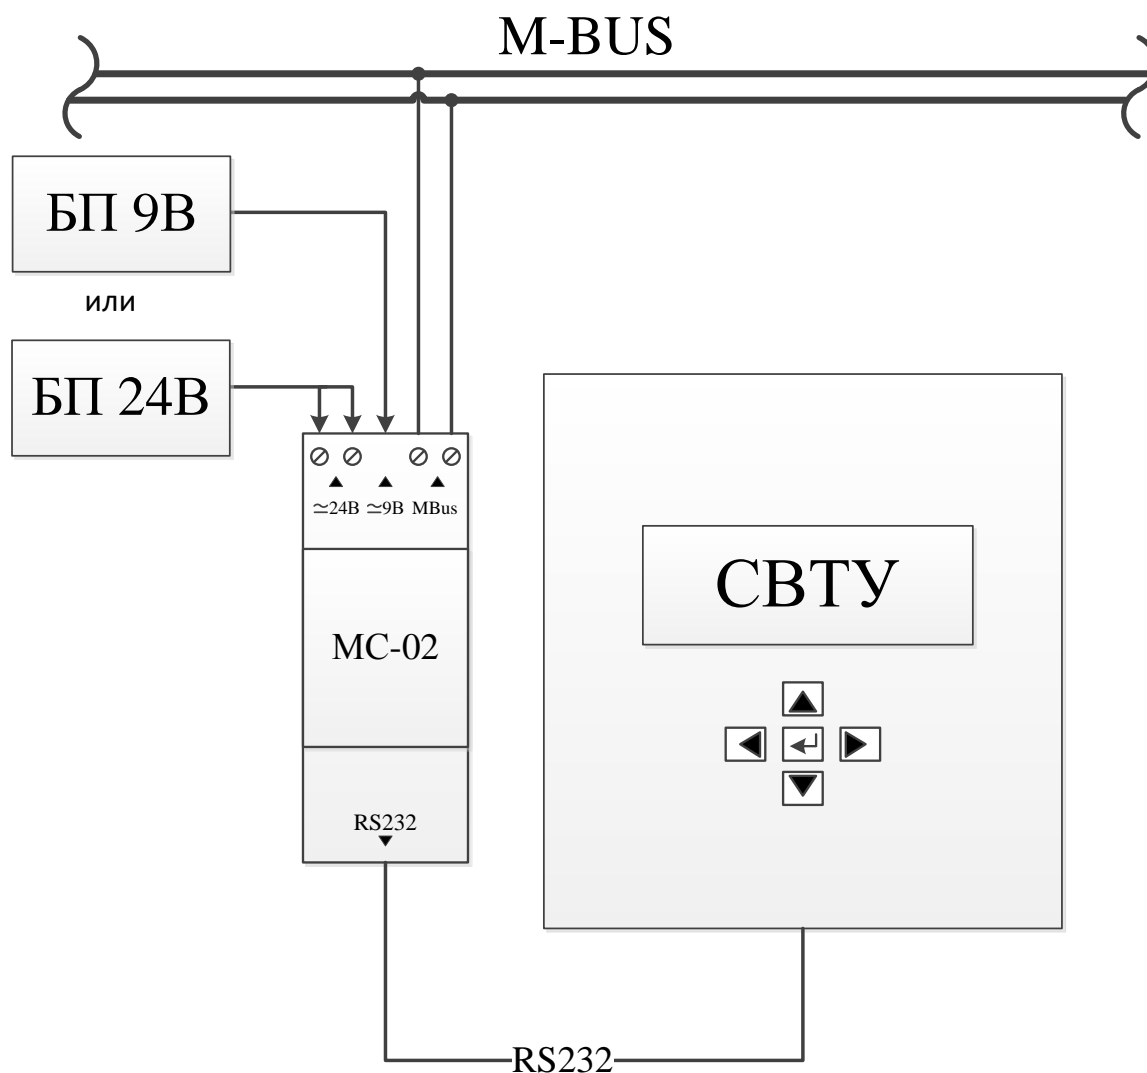 M-BUS
БП 9В
или
БП 24В
≃24В ≃9В MBus
МС-02
RS232
СВТУ
RS232